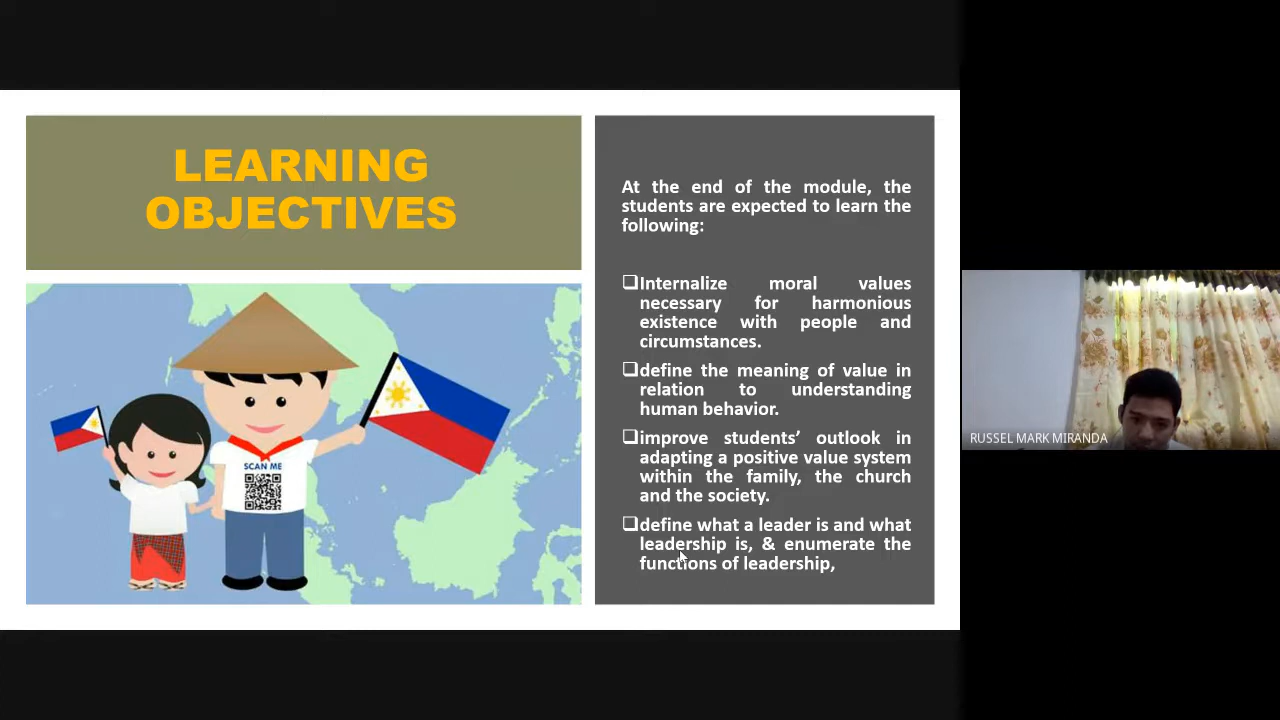 LEARNING
OBJECTIVES
At the end of the module, the
students are expected to learn the
following:
❑Internalize moral values
necessary for harmonious
existence with people and
circumstances.
❑define the meaning of value in
relation to understanding
human behavior.
❑improve students’ outlook in
adapting a positive value system
within the family, the church
and the society.
❑define what a leader is and what
leadership is, & enumerate the
functions of leadership,
SCAN ME
RUSSEL MARK MIRANDA